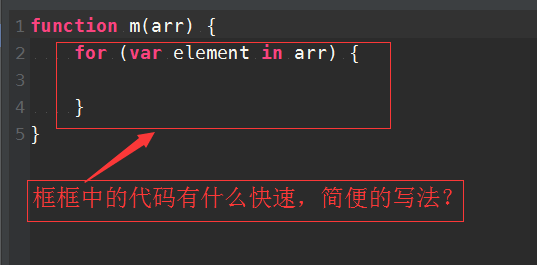 1 function m(arr) {
2     for (var element in arr) {
3
4     }
5 }
框框中的代码有什么快速，简便的写法？